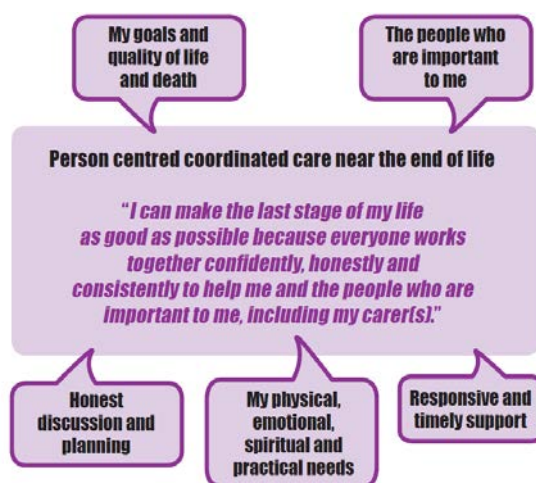 My goals and
quality of life
and death
The people who
are important
to me
Person centred coordinated care near the end of life
"I can make the last stage of my life
as good as possible because everyone works
together confidently, honestly and
consistently to help me and the people who are
important to me, including my carer(s)."
Honest
discussion and
planning
My physical,
emotional,
spiritual and
practical needs
Responsive and
timely support